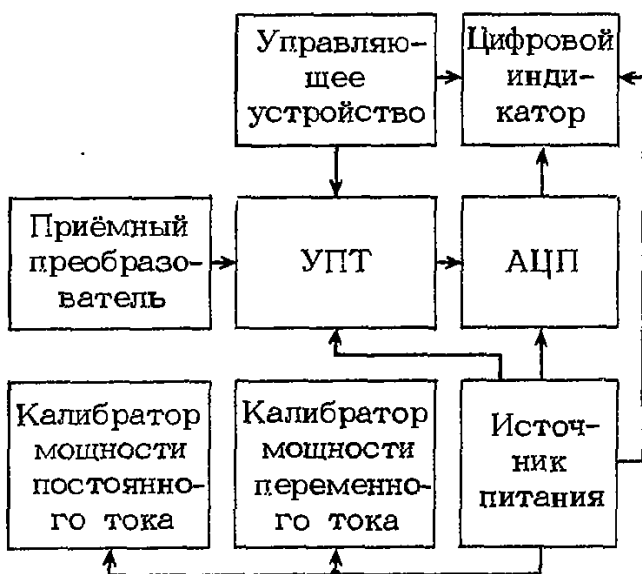 Управляю-
щее
устройство
Цифровой
инди-
катор
Приёмный
преобразо-
ватель
УПТ
АЦП
Калибратор
мощности
постоянно-
го тока
Калибратор
мощности
переменно-
го тока
Источ-
ник
питания